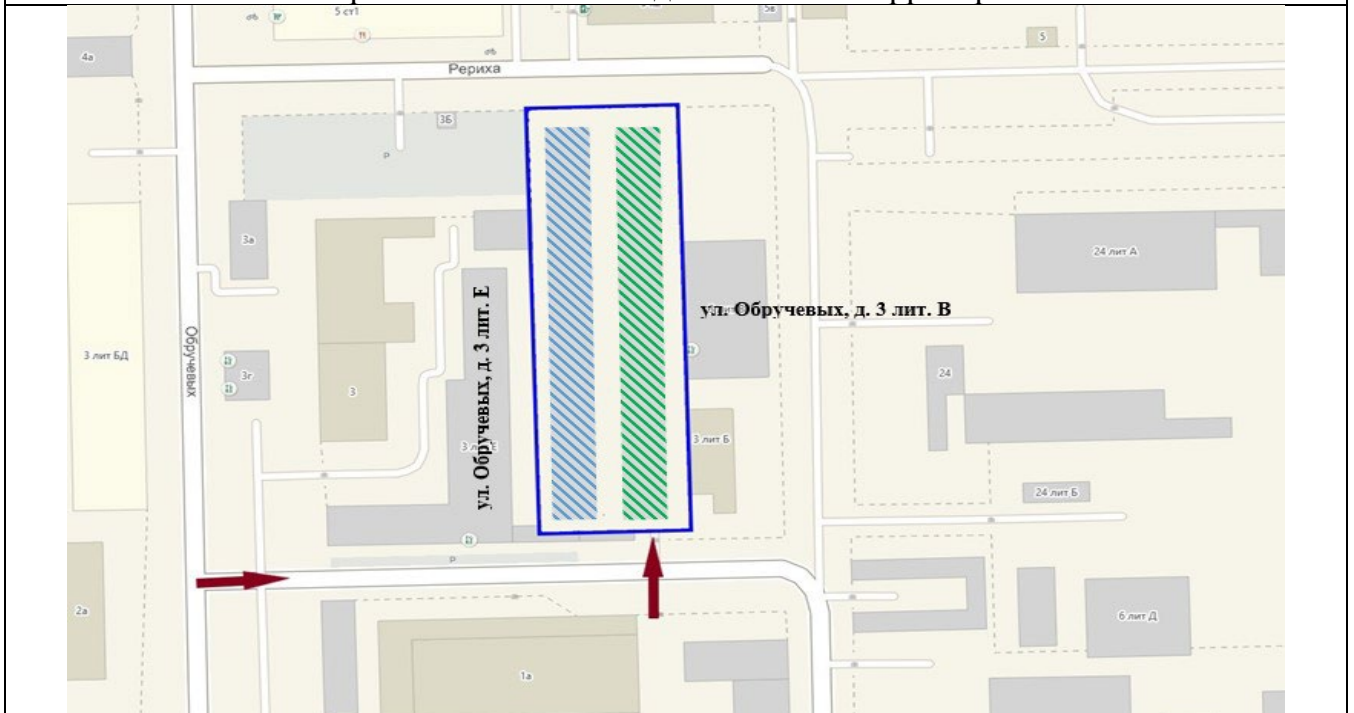 5 ст1
5в
5
4а
Рериха
3Б
Р
3а
24 лит А
ул. Обручевых, д. 3 лит. Е
ул. Обручевых, д. 3 лит. В
Обручевых
3 лит БД
3г
3
24
3 лит Б
24 лит Б
Р
2а
6 лит Д
1а